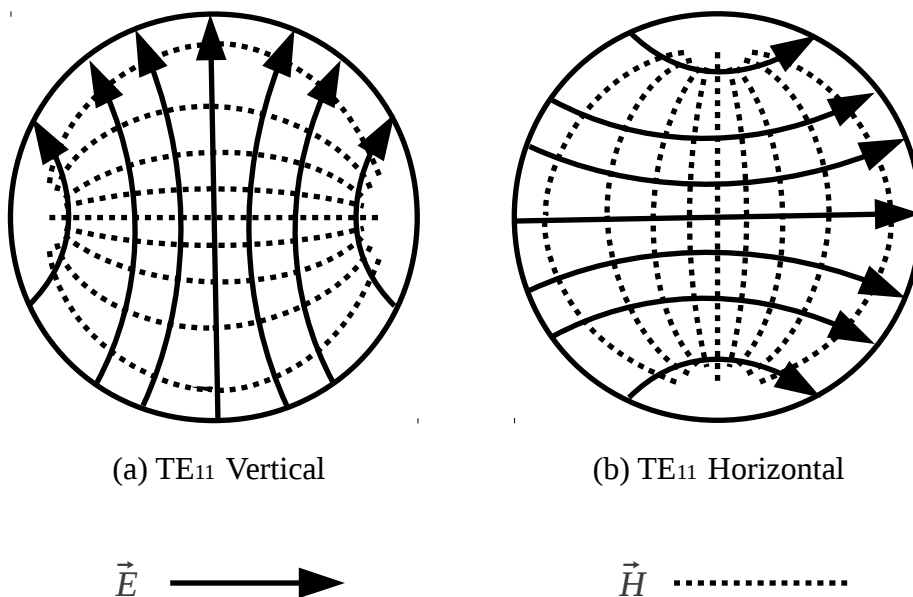 (a) TE₁₁ Vertical
(b) TE₁₁ Horizontal
E⃗
H⃗